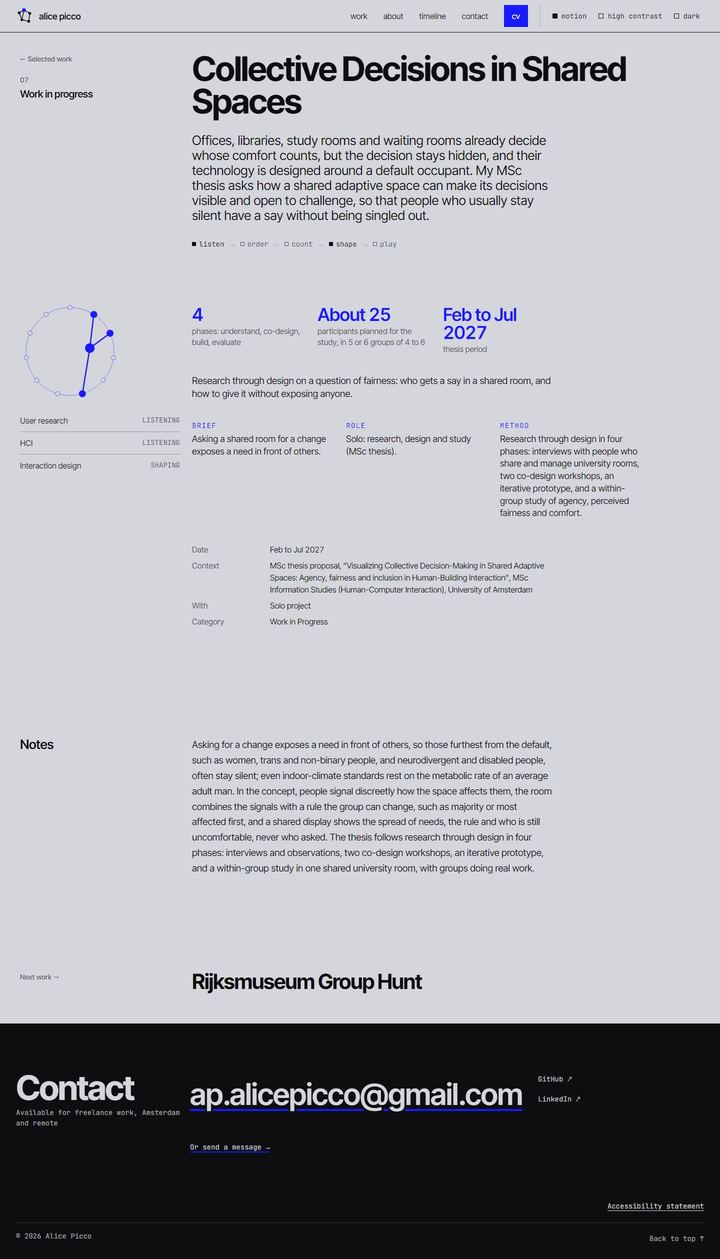 alice picco
work about timeline contact cv motion high contrast dark
← Selected work
07
Work in progress
Collective Decisions in Shared
Spaces
Offices, libraries, study rooms and waiting rooms already decide
whose comfort counts, but the decision stays hidden, and their
technology is designed around a default occupant. My MSc
thesis asks how a shared adaptive space can make its decisions
visible and open to challenge, so that people who usually stay
silent have a say without being singled out.
listen → order → count → shape → play
User research LISTENING
HCI LISTENING
Interaction design SHAPING
4
phases: understand, co-design,
build, evaluate
About 25
participants planned for the
study, in 5 or 6 groups of 4 to 6
Feb to Jul
2027
thesis period
Research through design on a question of fairness: who gets a say in a shared room, and
how to give it without exposing anyone.
BRIEF
Asking a shared room for a change
exposes a need in front of others.
ROLE
Solo: research, design and study
(MSc thesis).
METHOD
Research through design in four
phases: interviews with people who
share and manage university rooms,
two co-design workshops, an
iterative prototype, and a within-
group study of agency, perceived
fairness and comfort.
Date Feb to Jul 2027
Context MSc thesis proposal, “Visualizing Collective Decision-Making in Shared Adaptive
Spaces: Agency, fairness and inclusion in Human-Building Interaction”, MSc
Information Studies (Human-Computer Interaction), University of Amsterdam
With Solo project
Category Work in Progress
Notes
Asking for a change exposes a need in front of others, so those furthest from the default,
such as women, trans and non-binary people, and neurodivergent and disabled people,
often stay silent; even indoor-climate standards rest on the metabolic rate of an average
adult man. In the concept, people signal discreetly how the space affects them, the room
combines the signals with a rule the group can change, such as majority or most
affected first, and a shared display shows the spread of needs, the rule and who is still
uncomfortable, never who asked. The thesis follows research through design in four
phases: interviews and observations, two co-design workshops, an iterative prototype,
and a within-group study in one shared university room, with groups doing real work.
Next work →
Rijksmuseum Group Hunt
Contact
Available for freelance work, Amsterdam
and remote
ap.alicepicco@gmail.com
Or send a message →
GitHub ↗
LinkedIn ↗
Accessibility statement
© 2026 Alice Picco
Back to top ↑